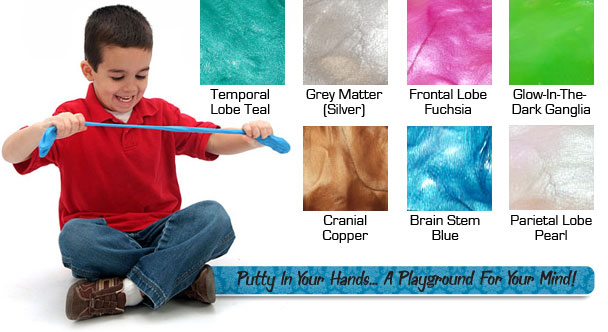 Temporal
Lobe Teal
Grey Matter
(Silver)
Frontal Lobe
Fuchsia
Glow-In-The-
Dark Ganglia
Cranial
Copper
Brain Stem
Blue
Parietal Lobe
Pearl
Putty In Your Hands... A Playground For Your Mind!